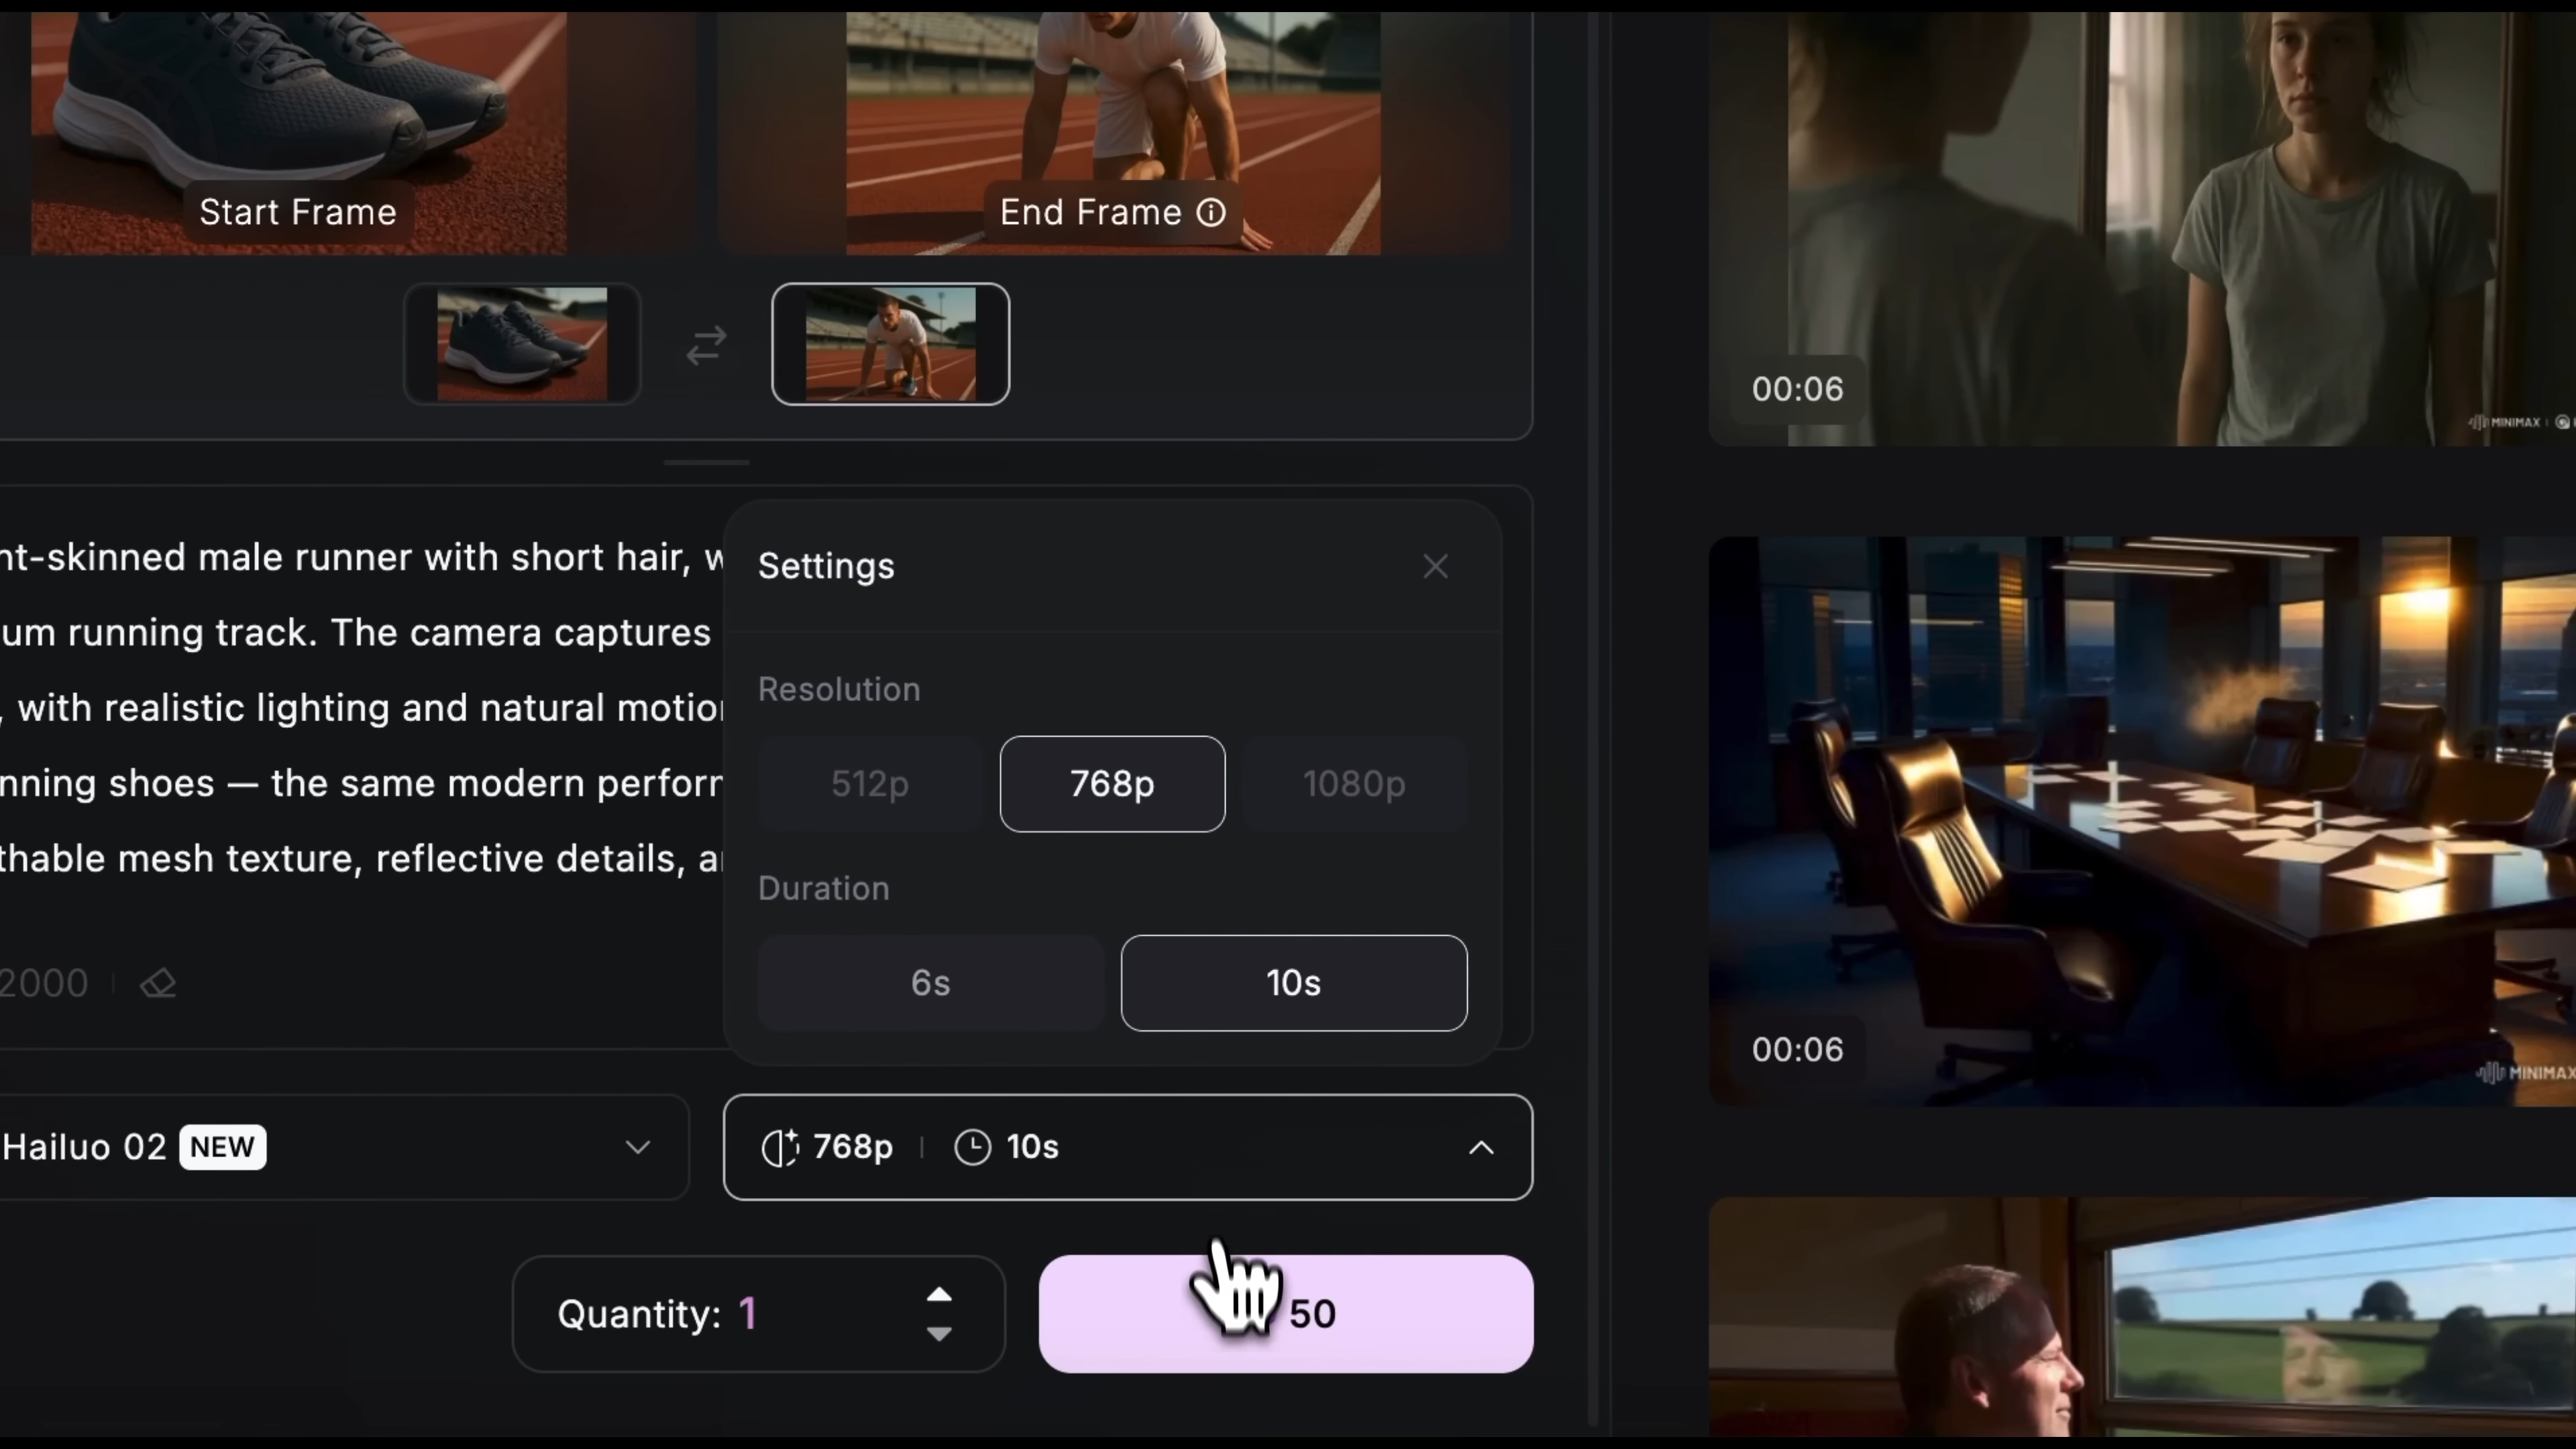 Start Frame
End Frame
00:06
MINIMAX
nt-skinned male runner with short hair,
um running track. The camera captures
, with realistic lighting and natural
nning shoes — the same modern
thable mesh texture, reflective details,
2000
Settings
Resolution
512p 768p 1080p
Duration
6s 10s
00:06
MINIMAX
Hailuo 02 NEW
768p | 10s
Quantity: 1
50